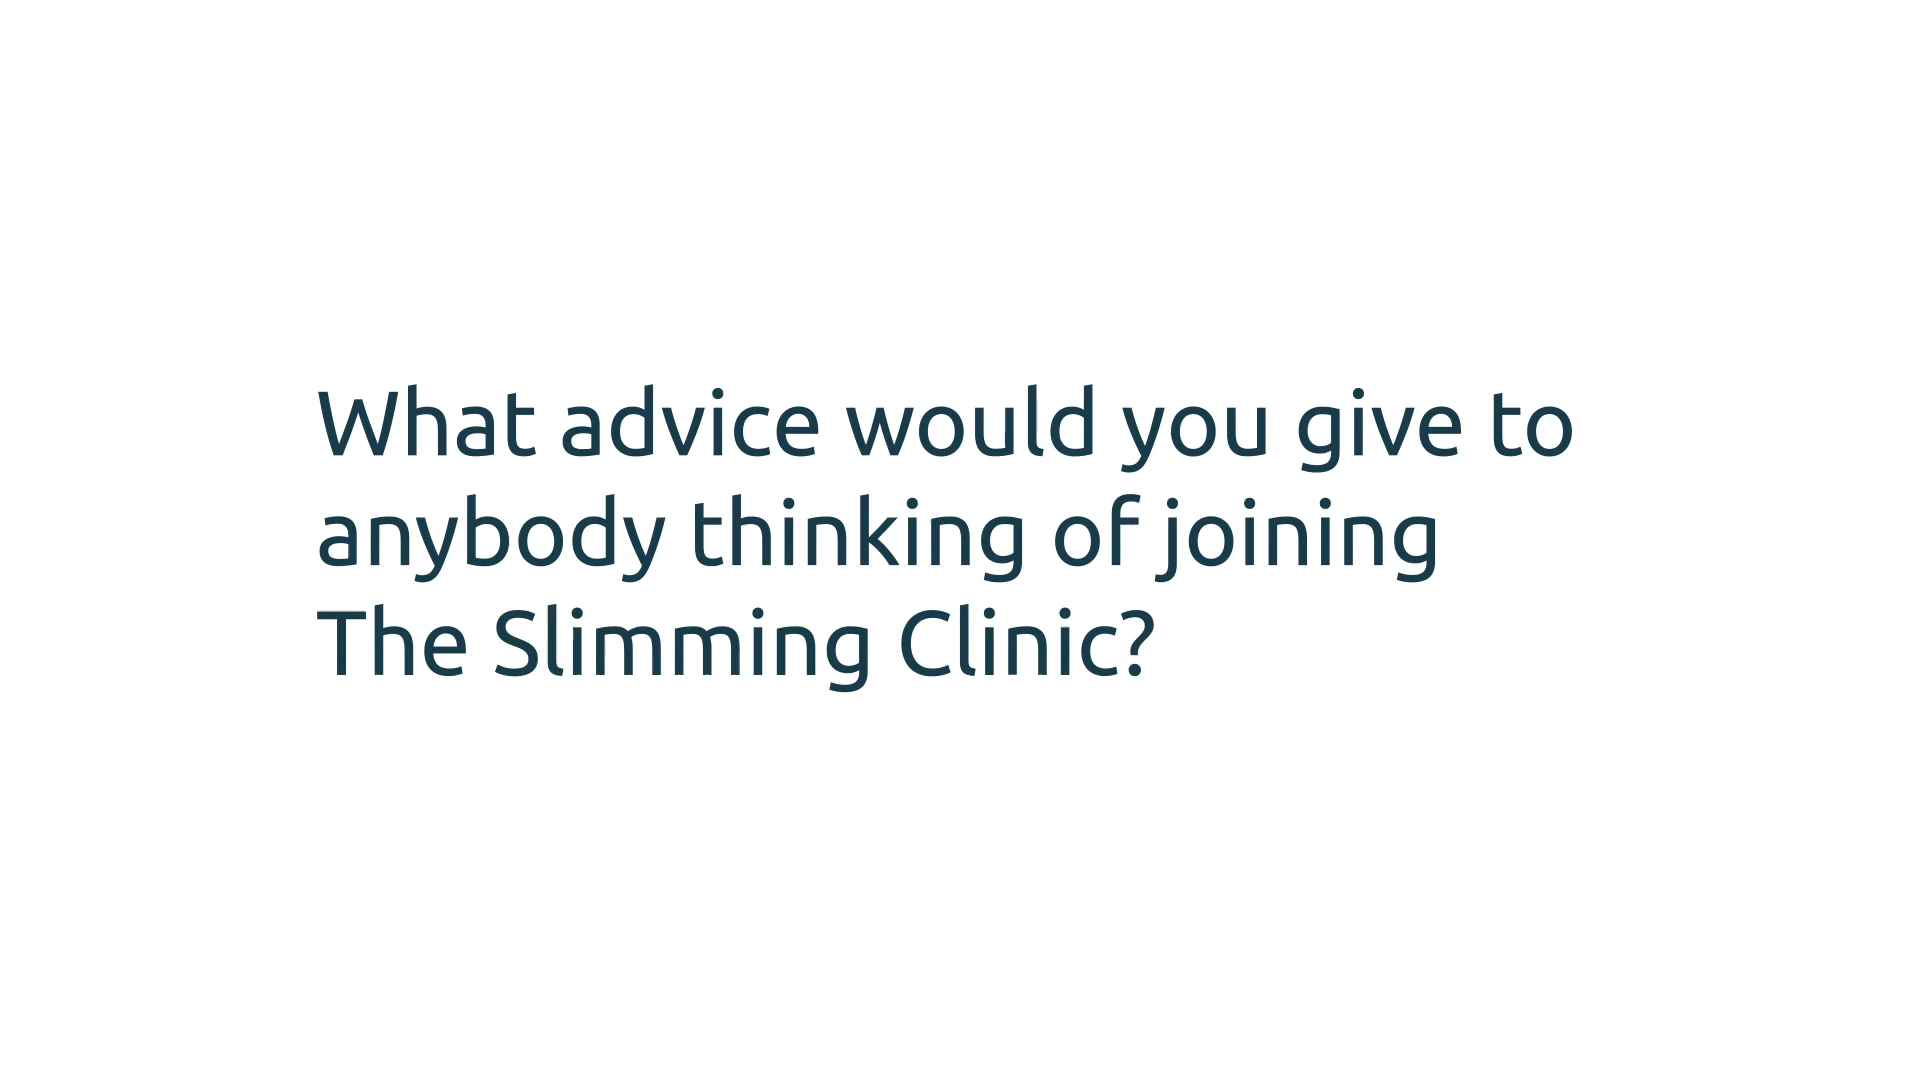 What advice would you give to
anybody thinking of joining
The Slimming Clinic?